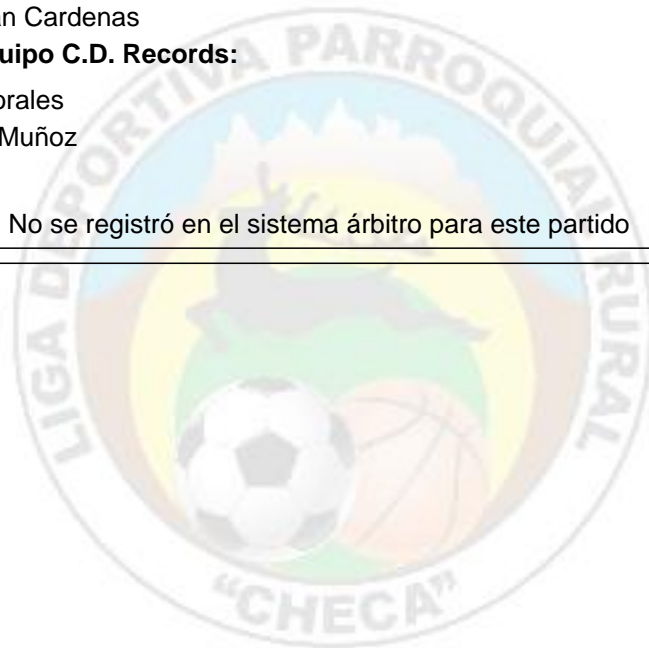 an Cardenas
uipo C.D. Records:
orales
Muñoz
No se registró en el sistema árbitro para este partido
LIGA DEPORTIVA PARROQUIAL RURAL
"CHECA"